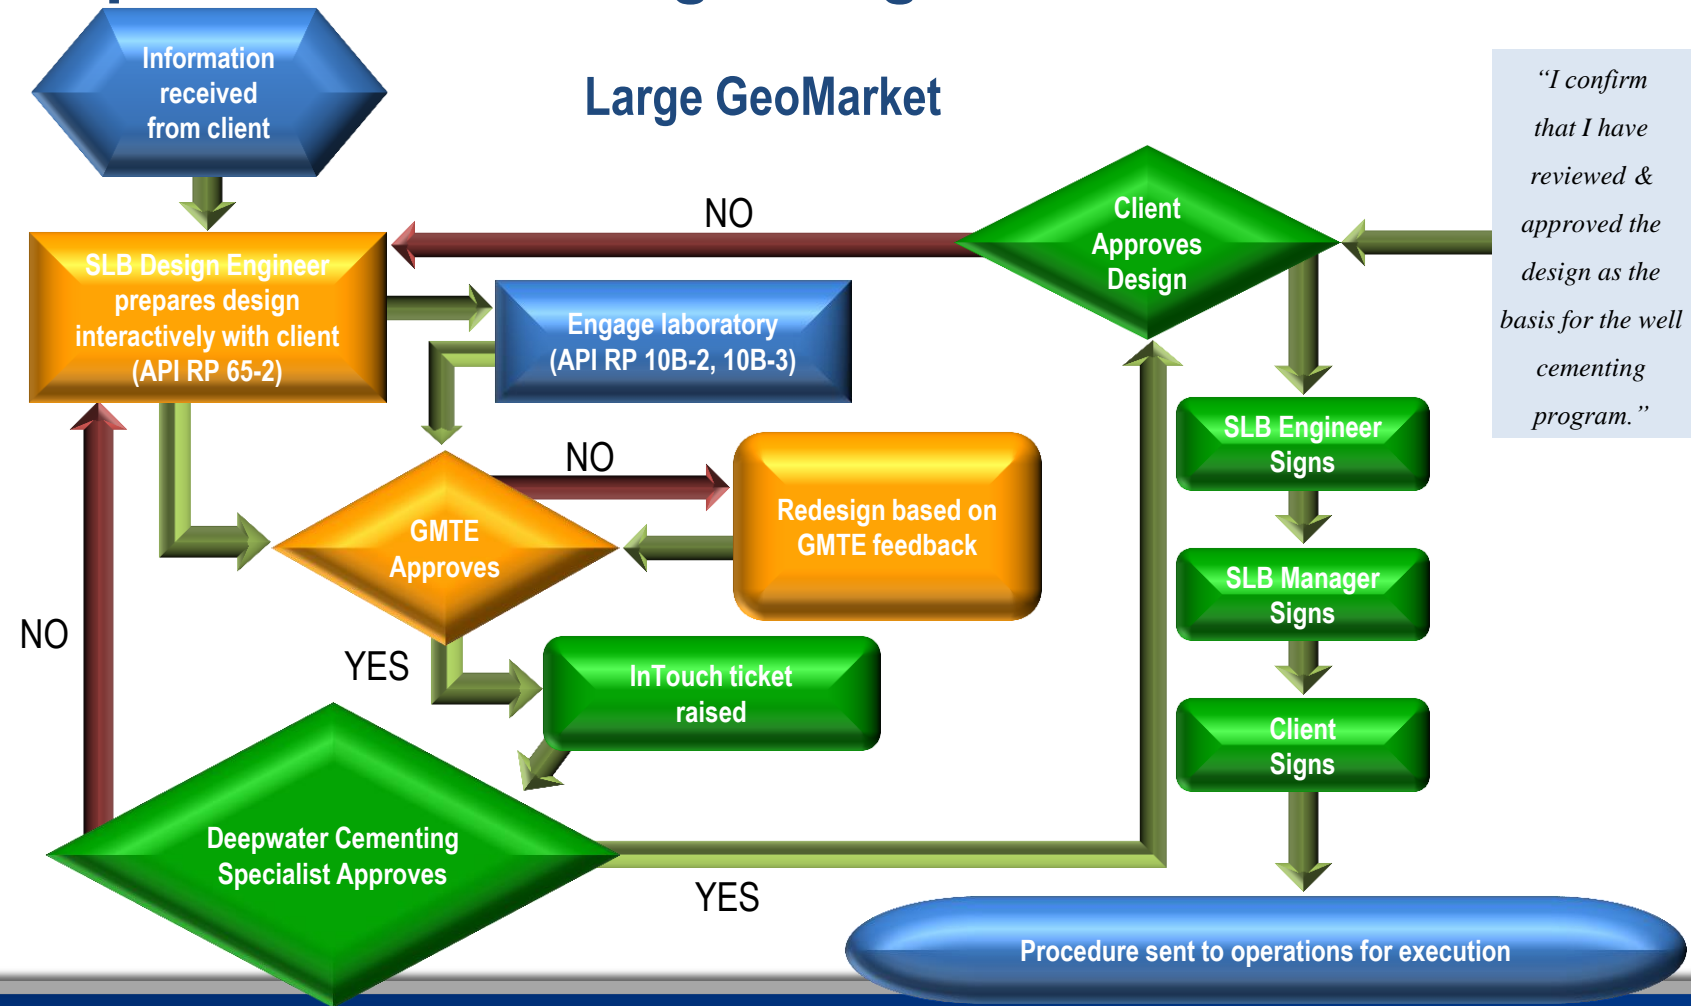 Large GeoMarket
Information
received
from client
"I confirm
that I have
reviewed &
approved the
design as the
basis for the well
cementing
program."
Client
Approves
Design
NO
SLB Design Engineer
prepares design
interactively with client
(API RP 65-2)
Engage laboratory
(API RP 10B-2, 10B-3)
SLB Engineer
Signs
NO
Redesign based on
GMTE feedback
GMTE
Approves
SLB Manager
Signs
NO
YES
InTouch ticket
raised
Client
Signs
Deepwater Cementing
Specialist Approves
YES
Procedure sent to operations for execution